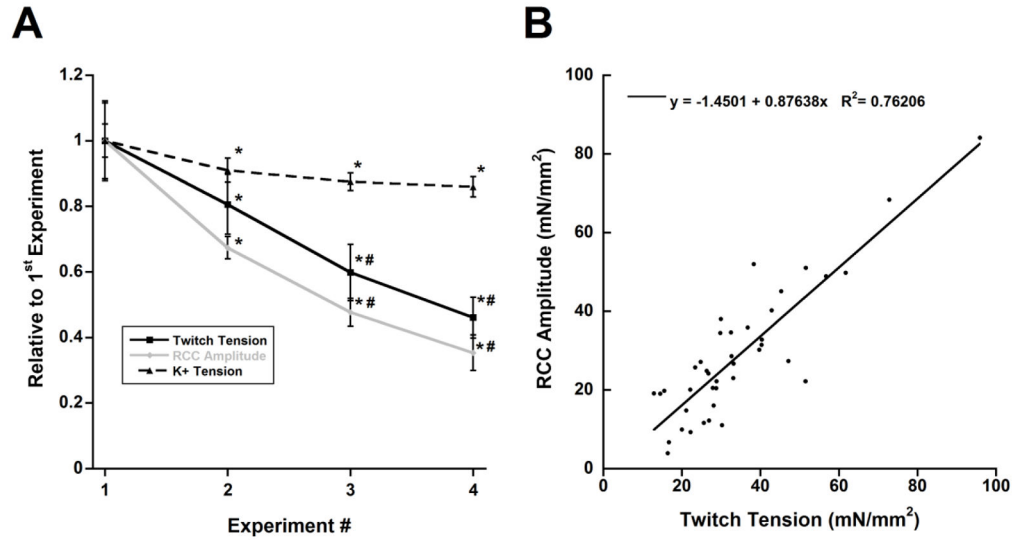 A
Relative to 1st Experiment
1.2
1
0.8
0.6
0.4
0.2
0
*
*
*
*
*
* #
* #
* #
* #
Twitch Tension
RCC Amplitude
K+ Tension
1 2 3 4
Experiment #
B
RCC Amplitude (mN/mm2)
100
80
60
40
20
0
y = -1.4501 + 0.87638x R2= 0.76206
0 20 40 60 80 100
Twitch Tension (mN/mm2)